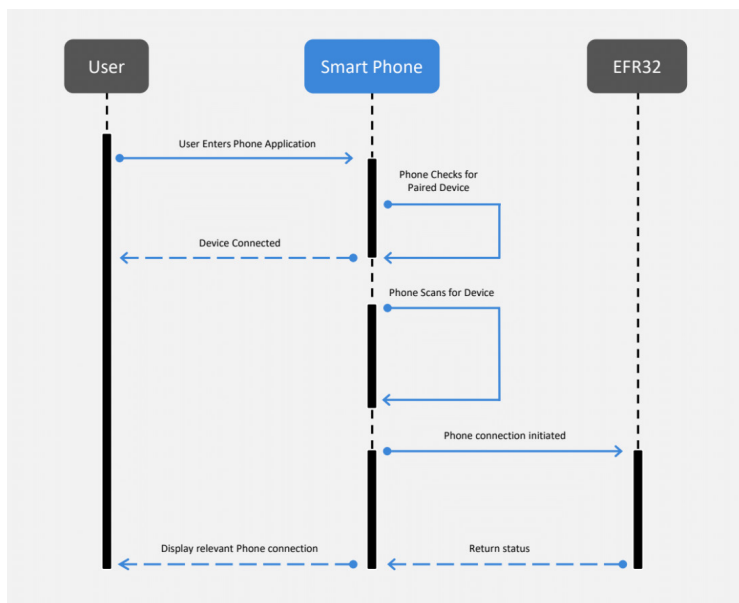 User
Smart Phone
EFR32
User Enters Phone Application
Phone Checks for
Paired Device
Device Connected
Phone Scans for Device
Phone connection initiated
Display relevant Phone connection
Return status